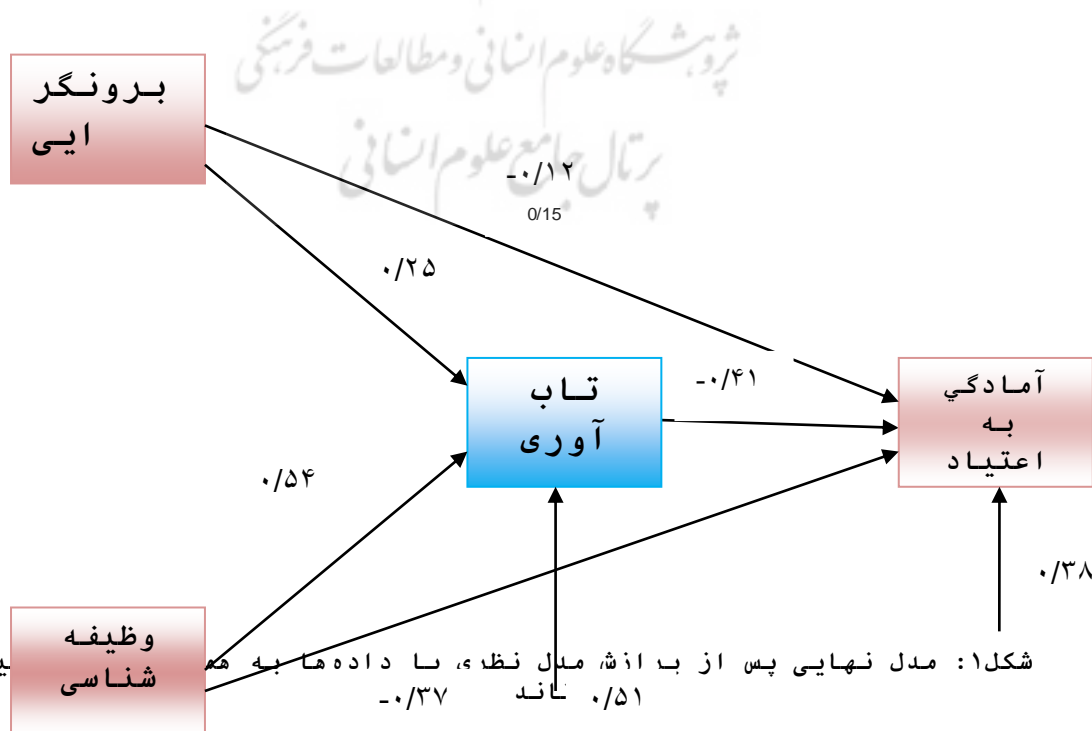 پژوهشگاه علوم انسانی و مطالعات فرهنگی
پرتال جامع علوم انسانی
برونگر
ایی
-۰/۱۲
0/15
۰/۲۵
تاب
آوری
-۰/۴۱
آمادگي
به
اعتیاد
۰/۵۴
۰/۳۸
وظیفه
شناسی
شکل۱: مدل نهایی پس از برازش مدل نظری با داده‌ها به
-۰/۳۷
۰/۵۱